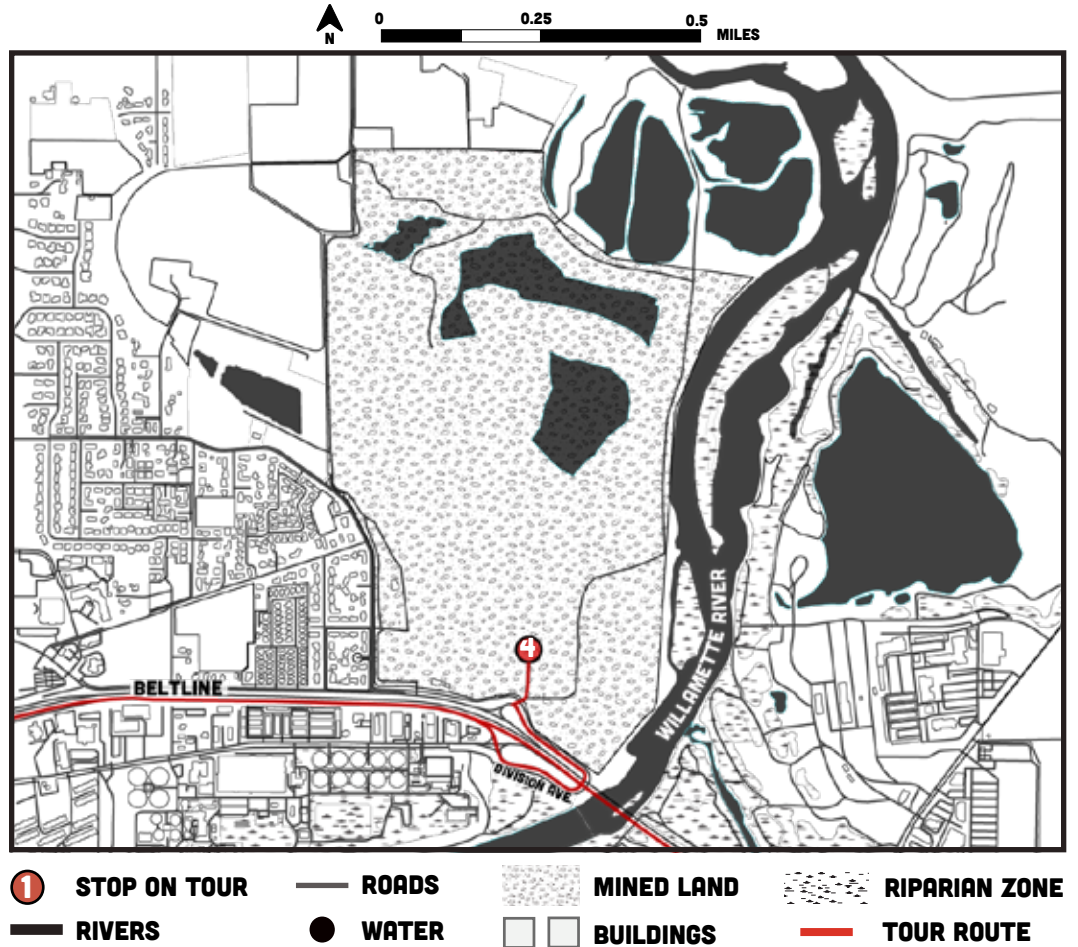 0 0.25 0.5
MILES
N
4
BELTLINE
WILLAMETTE RIVER
DIVISION AVE.
1 STOP ON TOUR
ROADS
MINED LAND
RIPARIAN ZONE
RIVERS
WATER
BUILDINGS
TOUR ROUTE